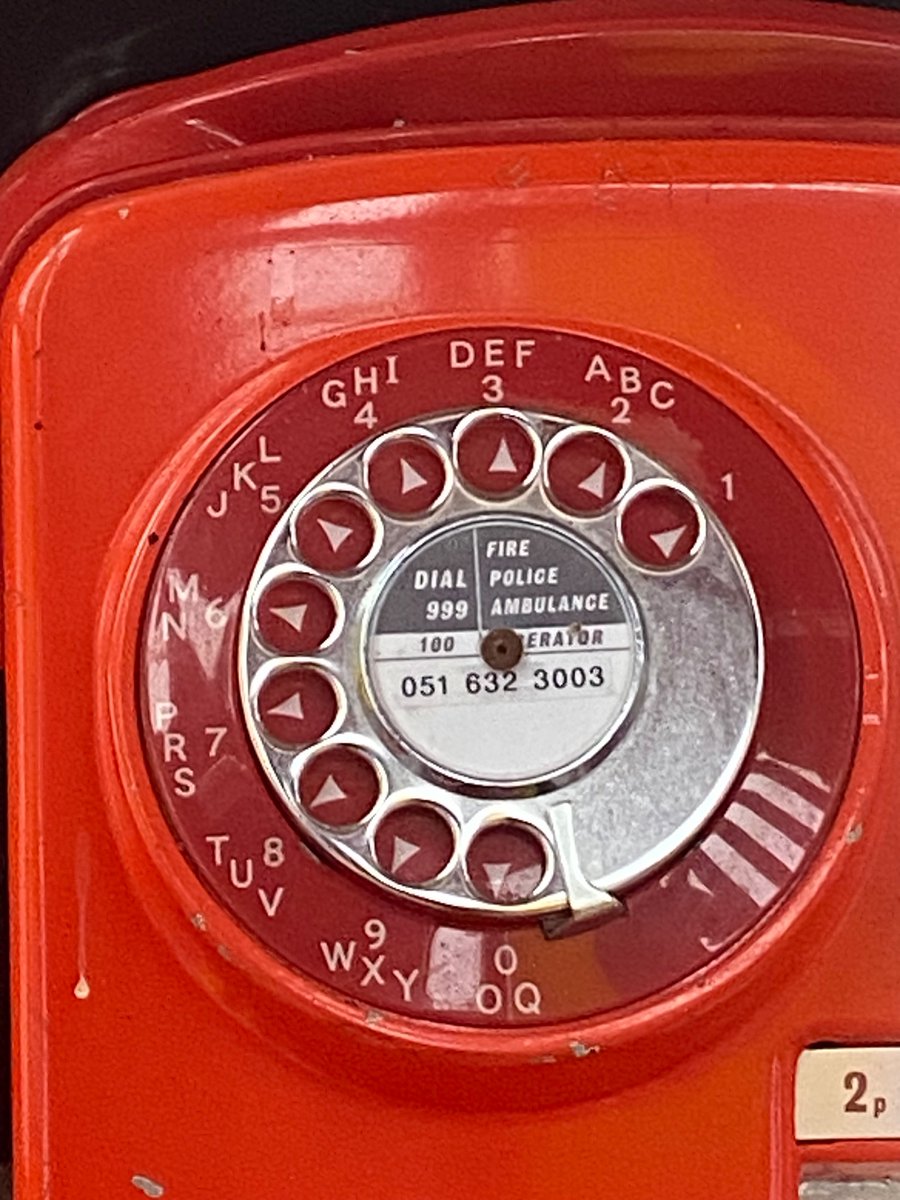 DEF
3
GHI
4
ABC
2
JKL
5
1
MN
6
PRS
7
TUV
8
WXY
9
0
OQ
DIAL
999
FIRE
POLICE
AMBULANCE
100
051 632 3003
2p